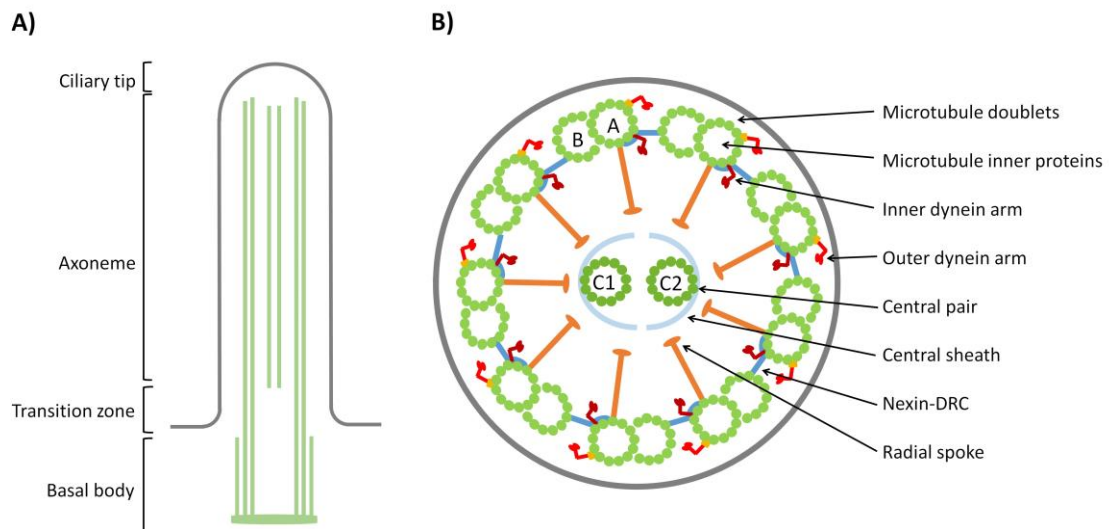 A)
Ciliary tip
Axoneme
Transition zone
Basal body
B)
B
A
C1
C2
Microtubule doublets
Microtubule inner proteins
Inner dynein arm
Outer dynein arm
Central pair
Central sheath
Nexin-DRC
Radial spoke